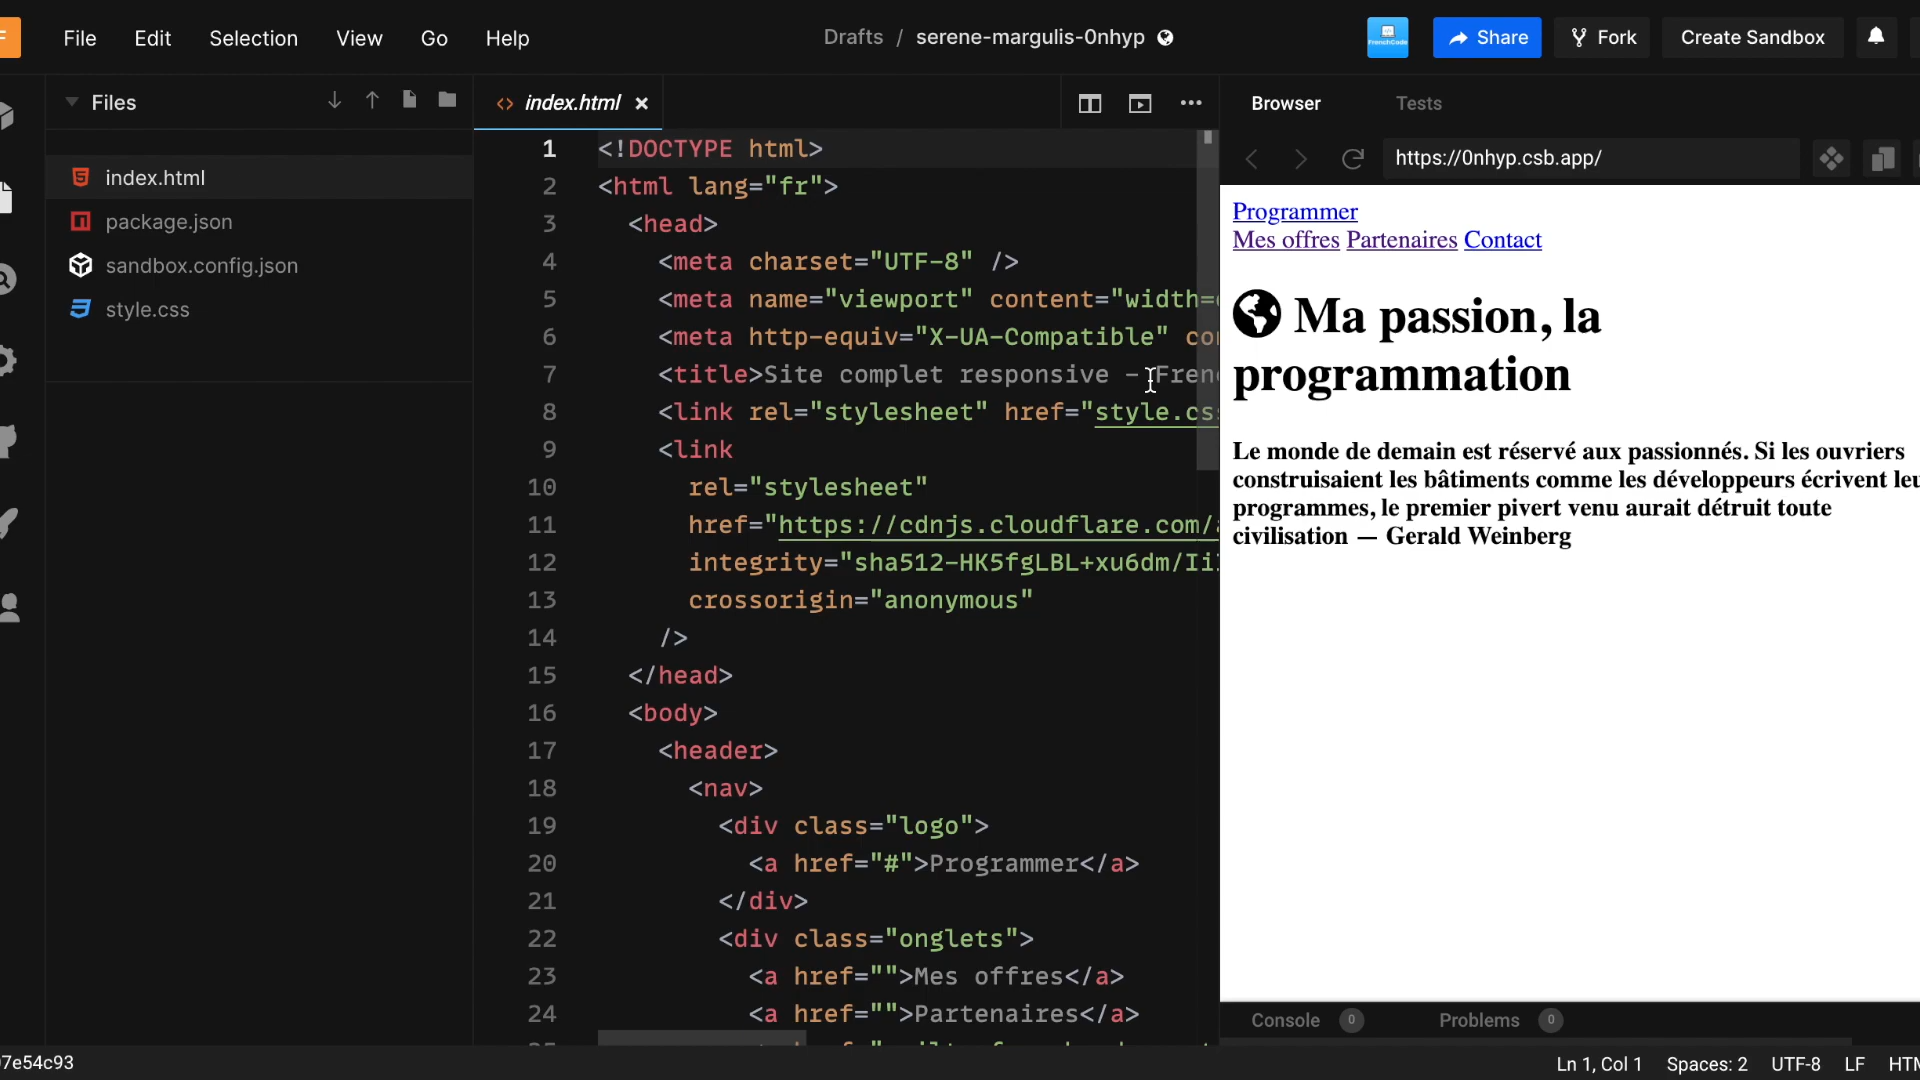 File Edit Selection View Go Help
Drafts / serene-margulis-0nhyp
FrenchCode
Share
Fork
Create Sandbox
Files
index.html
package.json
sandbox.config.json
style.css
index.html
1 <!DOCTYPE html>
2 <html lang="fr">
3 <head>
4 <meta charset="UTF-8" />
5 <meta name="viewport" content="width=
6 <meta http-equiv="X-UA-Compatible" co
7 <title>Site complet responsive - Fren
8 <link rel="stylesheet" href="style.cs
9 <link
10 rel="stylesheet"
11 href="https://cdnjs.cloudflare.com/
12 integrity="sha512-HK5fgLBL+xu6dm/Ii
13 crossorigin="anonymous"
14 />
15 </head>
16 <body>
17 <header>
18 <nav>
19 <div class="logo">
20 <a href="#">Programmer</a>
21 </div>
22 <div class="onglets">
23 <a href="">Mes offres</a>
24 <a href="">Partenaires</a>
Browser Tests
https://0nhyp.csb.app/
Programmer
Mes offres Partenaires Contact
Ma passion, la
programmation
Le monde de demain est réservé aux passionnés. Si les ouvriers
construisaient les bâtiments comme les développeurs écrivent leu
programmes, le premier pivert venu aurait détruit toute
civilisation — Gerald Weinberg
Console 0 Problems 0
7e54c93
Ln 1, Col 1 Spaces: 2 UTF-8 LF HTM